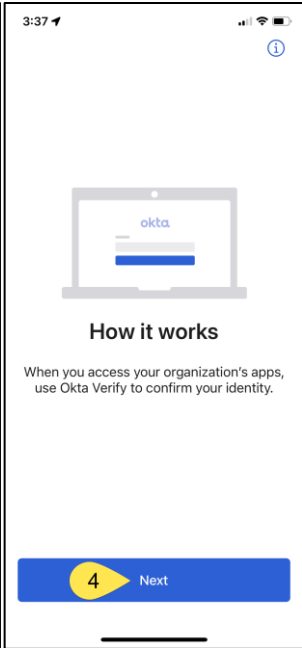 3:37
i
okta
How it works
When you access your organization's apps,
use Okta Verify to confirm your identity.
4 Next